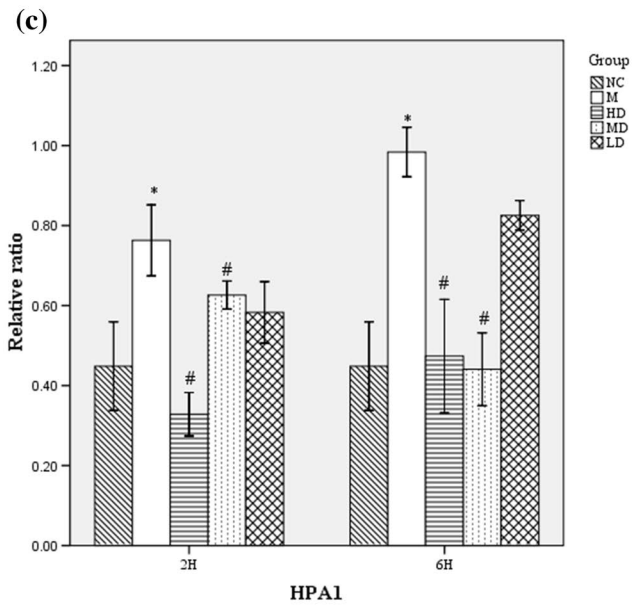 (c)
Relative ratio
1.20
1.00
0.80
0.60
0.40
0.20
0.00
*
#
#
*
#
#
2H
6H
HPA1
Group
NC
M
HD
MD
LD